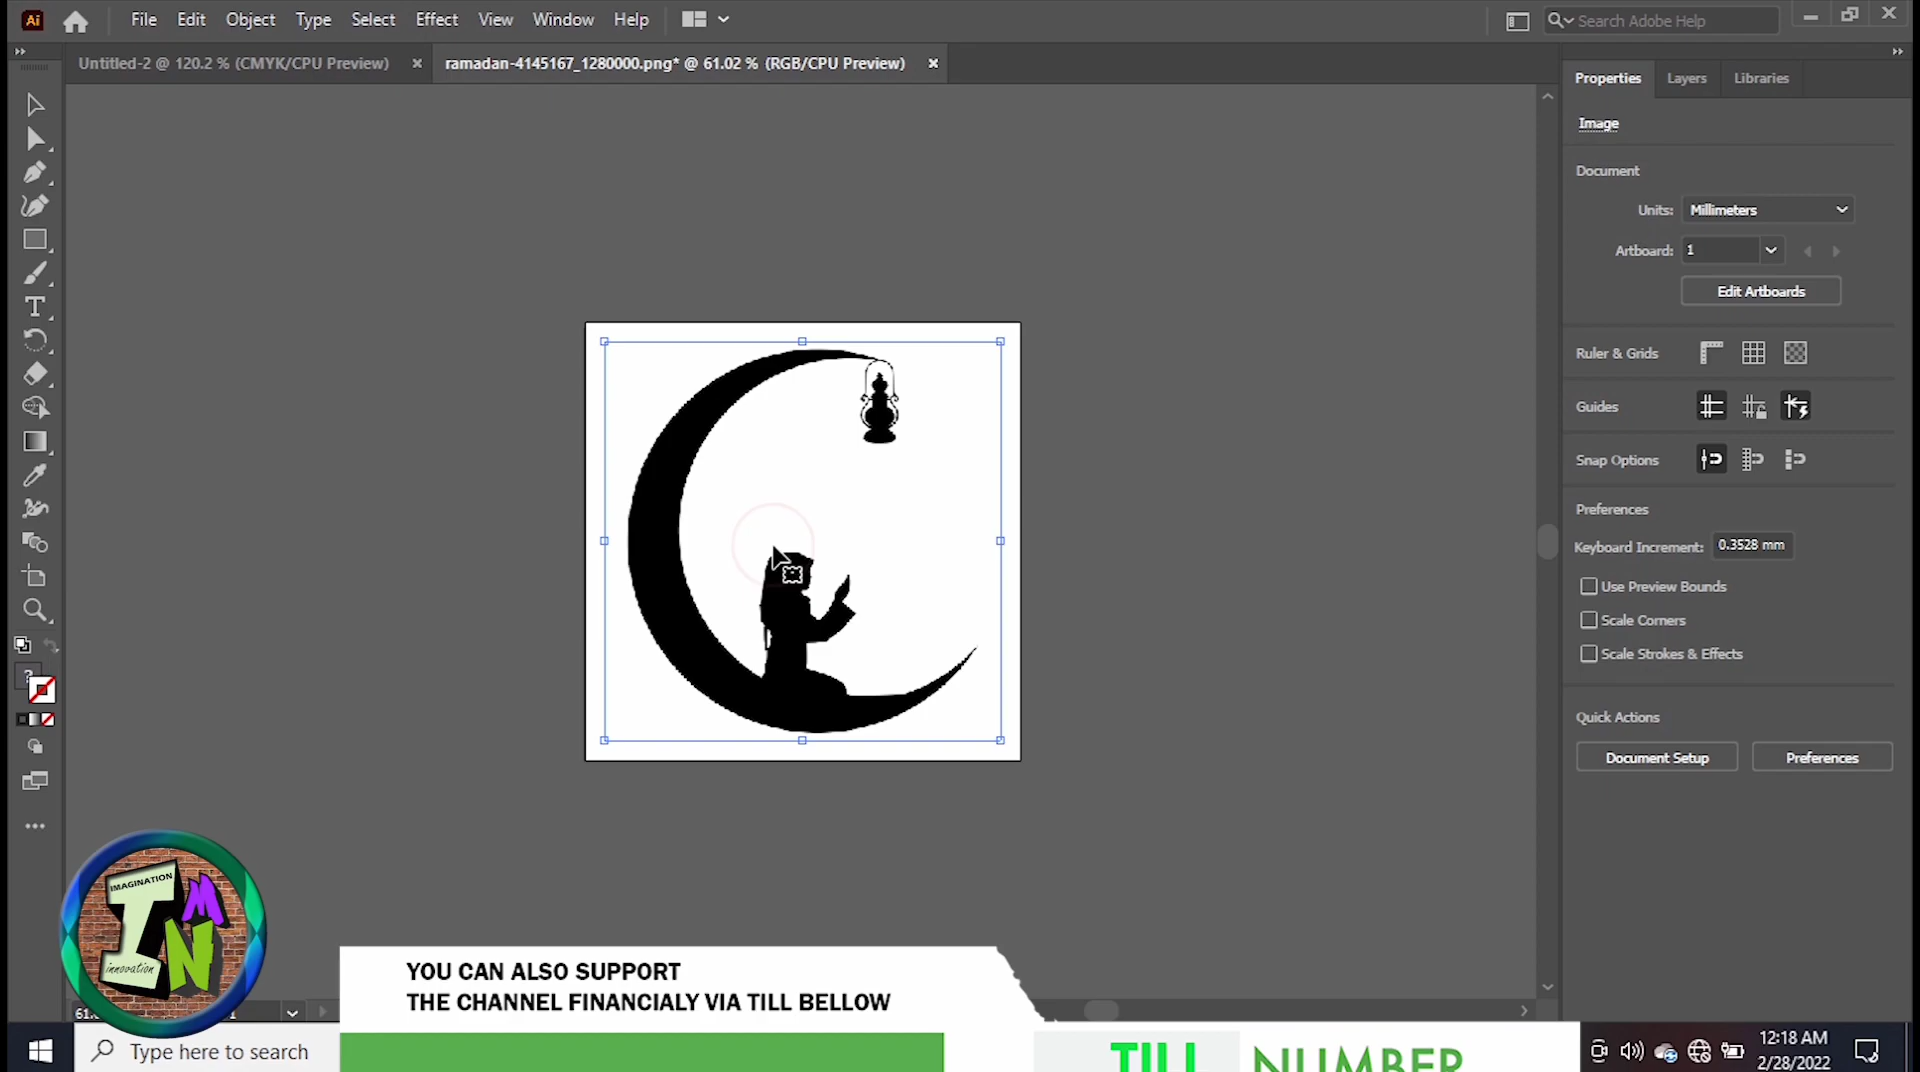 Ai File Edit Object Type Select Effect View Window Help Search Adobe Help
Untitled-2 @ 120.2 % (CMYK/CPU Preview) ramadan-4145167_1280000.png* @ 61.02 % (RGB/CPU Preview)
Properties Layers Libraries
Image
Document
Units: Millimeters
Artboard: 1
Edit Artboards
Ruler & Grids
Guides
Snap Options
Preferences
Keyboard Increment: 0.3528 mm
Use Preview Bounds
Scale Corners
Scale Strokes & Effects
Quick Actions
Document Setup Preferences
IMAGINATION
I M N
innovation
YOU CAN ALSO SUPPORT
THE CHANNEL FINANCIALY VIA TILL BELLOW
TILL NUMBER
Type here to search
12:18 AM
2/28/2022